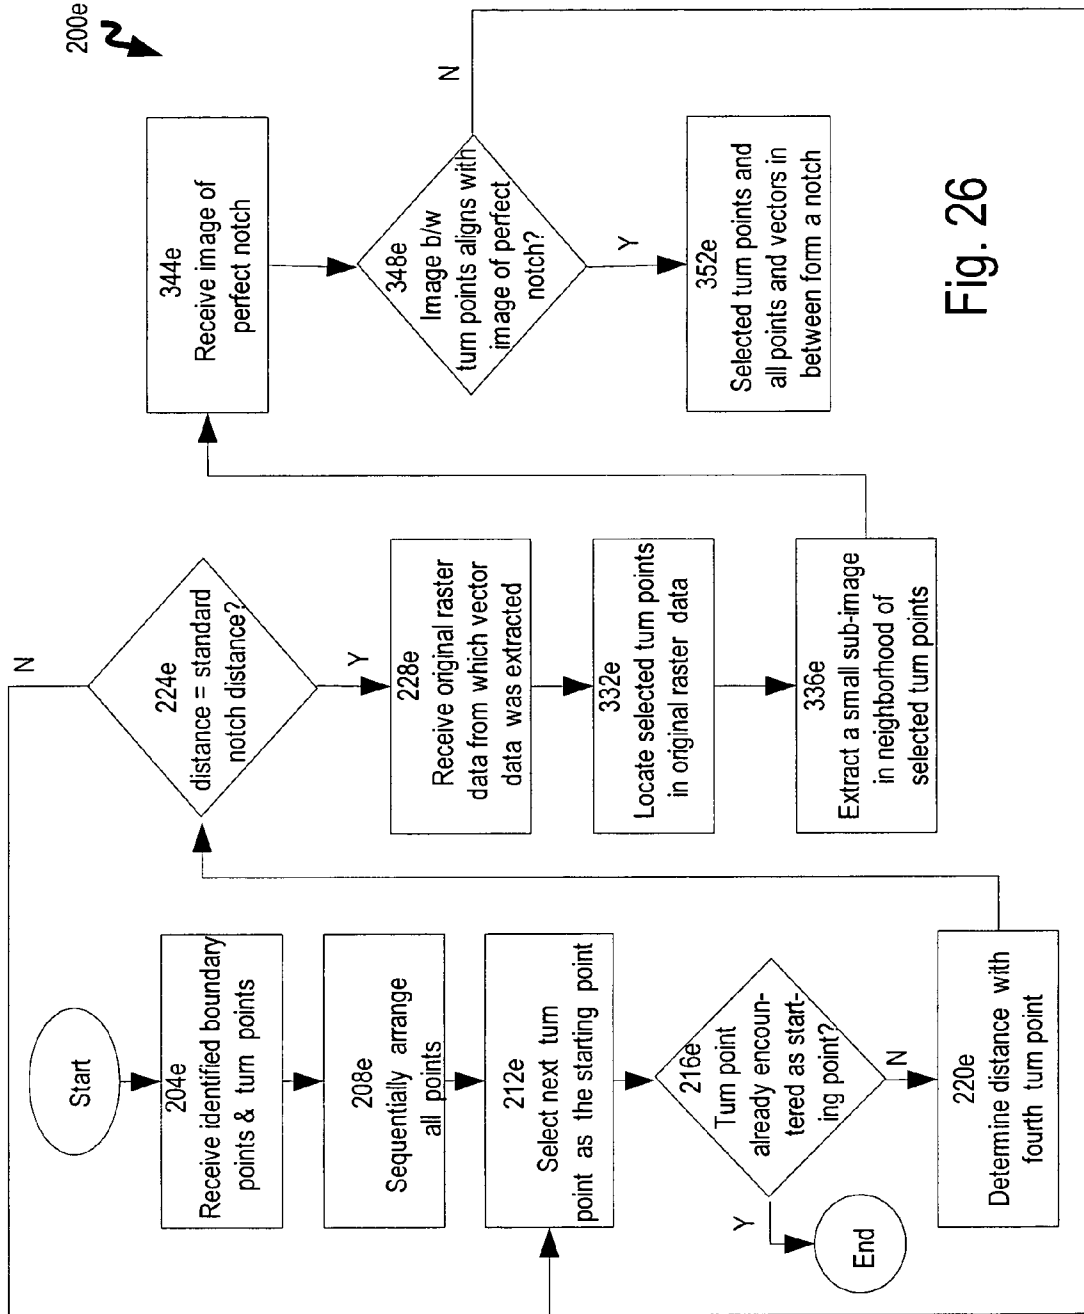 200e
Start
204e
Receive identified boundary
points & turn points
208e
Sequentially arrange
all points
212e
Select next turn
point as the starting point
216e
Turn point
already encoun-
tered as start-
ing point?
Y
End
N
220e
Determine distance with
fourth turn point
224e
distance = standard
notch distance?
N
Y
228e
Receive original raster
data from which vector
data was extracted
332e
Locate selected turn points
in original raster data
336e
Extract a small sub-image
in neighborhood of
selected turn points
344e
Receive image of
perfect notch
348e
Image b/w
turn points aligns with
image of perfect
notch?
N
Y
352e
Selected turn points and
all points and vectors in
between form a notch
Fig. 26